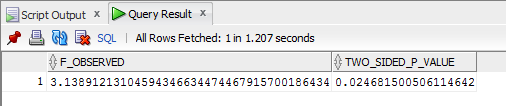 Script Output x Query Result x
SQL | All Rows Fetched: 1 in 1.207 seconds
F_OBSERVED TWO_SIDED_P_VALUE
1 3.13891213104594346634474467915700186434 0.024681500506114642